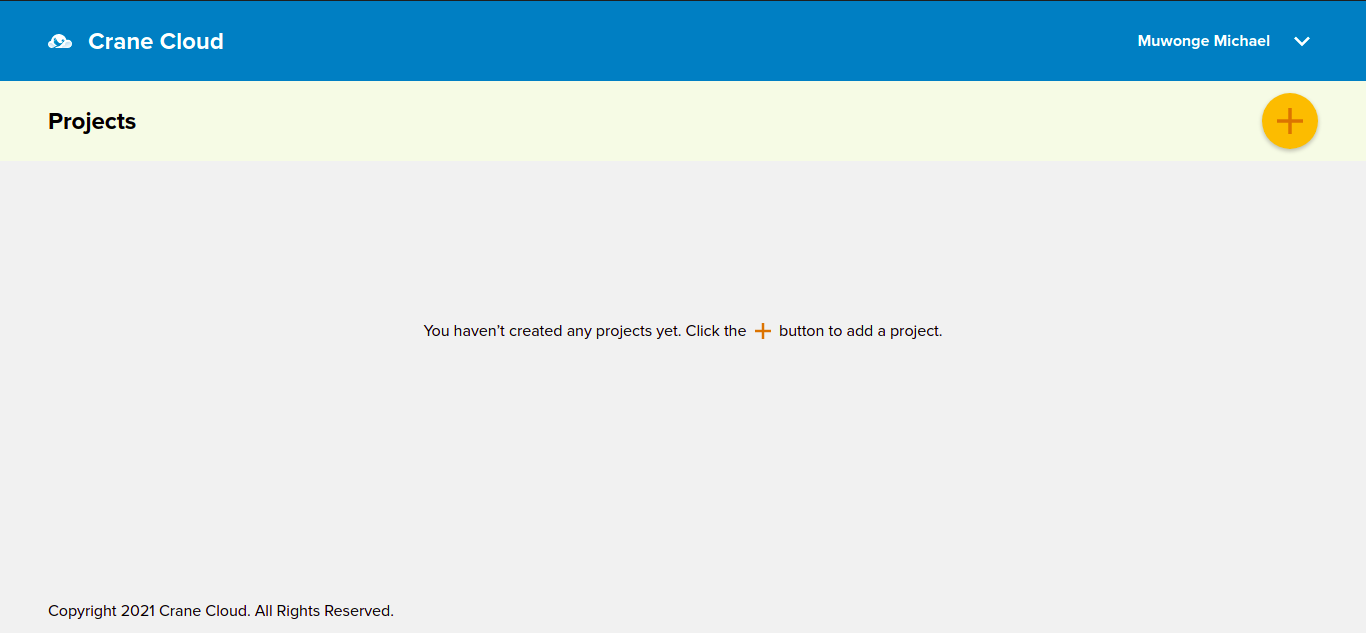 Crane Cloud
Muwonge Michael
Projects
You haven’t created any projects yet. Click the + button to add a project.
Copyright 2021 Crane Cloud. All Rights Reserved.